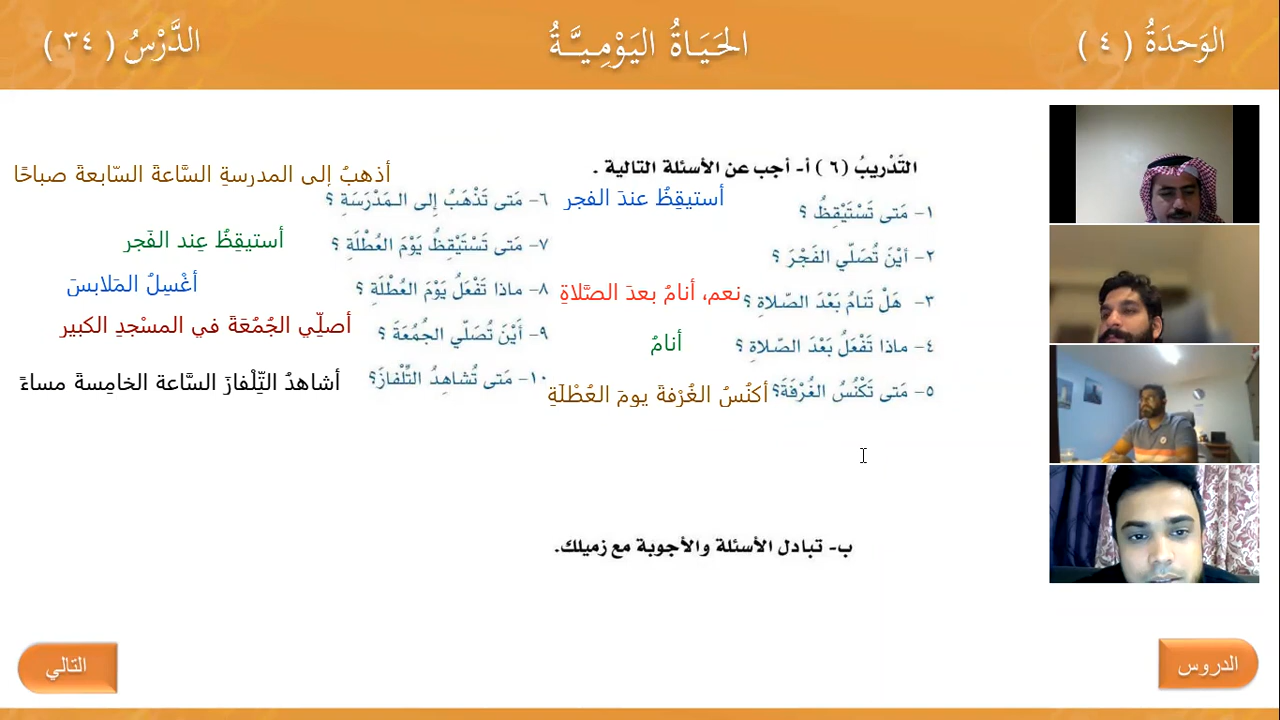 الوَحدَةُ ( ٤ )
الحَيَاةُ اليَوْمِيَّةُ
الدَّرْسُ ( ٣٤ )
التَّدْرِيبُ ( ٦ ) أ- أجب عن الأسئلة التالية .
١- مَتى تَسْتَيْقِظُ ؟ أستيقِظُ عندَ الفجر
٢- أيْنَ تُصَلّي الفَجْرَ ؟
٣- هَلْ تَنامُ بَعْدَ الصّلاةِ ؟ نعم، أنامُ بعدَ الصَّلاةِ
٤- ماذا تَفْعَلُ بَعْدَ الصّلاةِ ؟ أنامُ
٥- مَتى تَكْنُسُ الغُرْفَةَ؟ أكنُسُ الغُرْفةَ يومَ العُطْلَةِ
أذهبُ إلى المدرسةِ السَّاعةَ السّابعةَ صباحًا
٦- مَتى تَذْهَبُ إِلى الـمَدْرَسَةِ ؟
٧- مَتى تَسْتَيْقِظُ يَوْمَ العُطْلَةِ ؟ أستيقِظُ عِند الفَجر
٨- ماذا تَفْعَلُ يَوْمَ العُطْلَةِ ؟ أغْسِلُ المَلابسَ
٩- أَيْنَ تُصَلّي الجُمُعَةَ ؟ أصلِّي الجُمُعَةَ في المسْجدِ الكبير
١٠- مَتى تُشاهِدُ التِّلْفازَ؟ أشاهدُ التِّلْفازَ السَّاعة الخامِسةَ مساءً
ب- تبادل الأسئلة والأجوبة مع زميلك.
الدروس
التالي